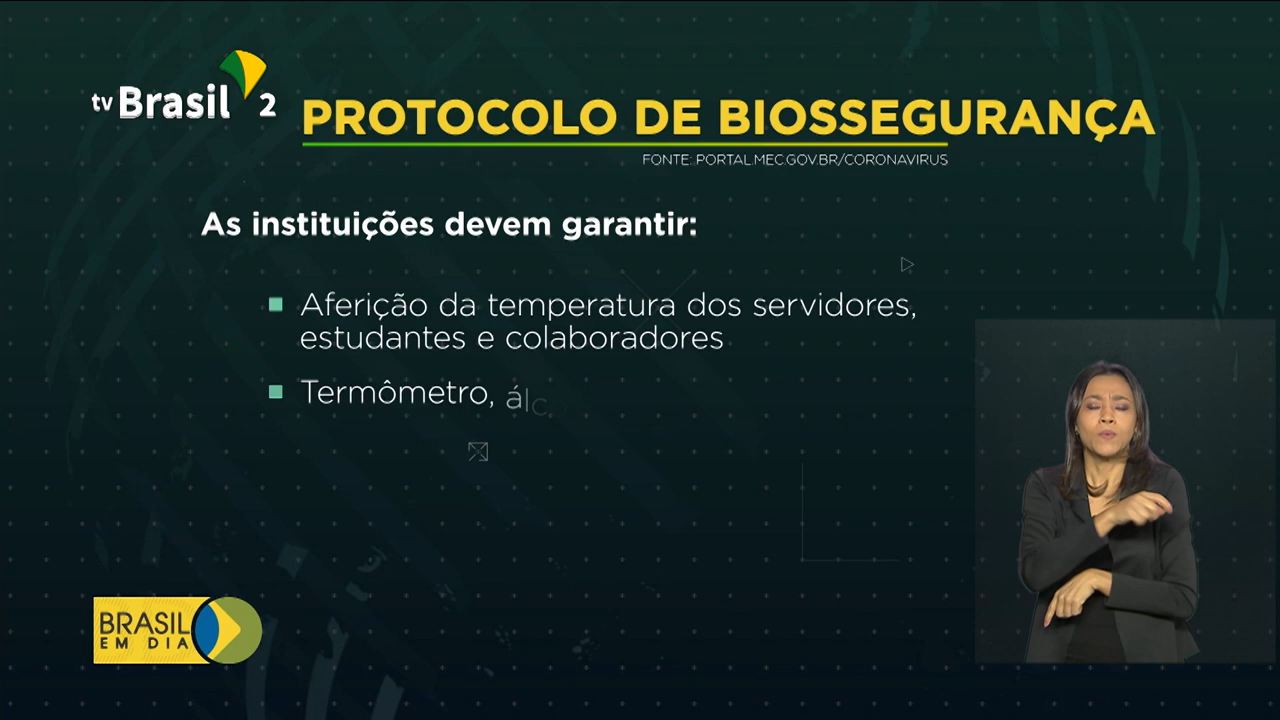 tv Brasil 2
PROTOCOLO DE BIOSSEGURANÇA
FONTE: PORTAL.MEC.GOV.BR/CORONAVIRUS
As instituições devem garantir:
Aferição da temperatura dos servidores,
estudantes e colaboradores
Termômetro,
BRASIL
EM DIA